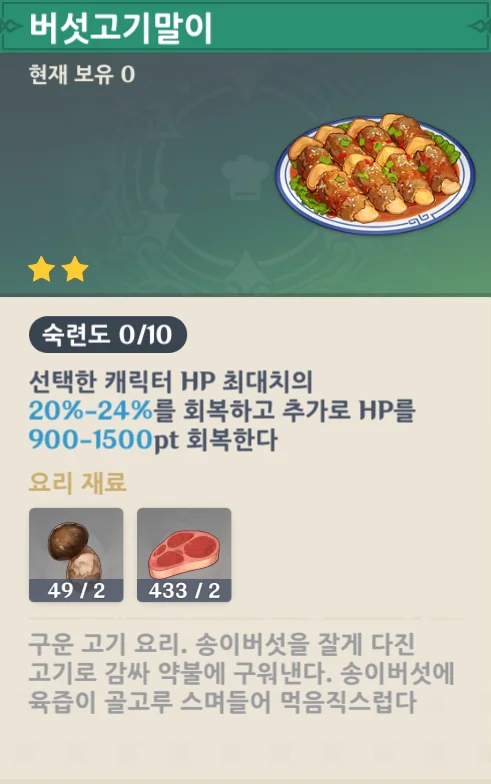 버섯고기말이
현재 보유 0
숙련도 0/10
선택한 캐릭터 HP 최대치의
20%-24%를 회복하고 추가로 HP를
900-1500pt 회복한다
요리 재료
49 / 2
433 / 2
구운 고기 요리. 송이버섯을 잘게 다진
고기로 감싸 약불에 구워낸다. 송이버섯에
육즙이 골고루 스며들어 먹음직스럽다